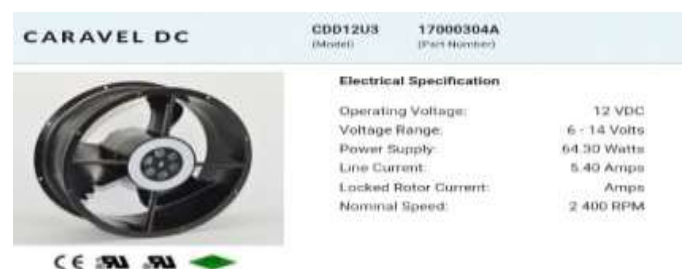 CARAVEL DC
CDD12U3 17000304A
(Model) (Part Number)
Electrical Specification
Operating Voltage: 12 VDC
Voltage Range: 6 - 14 Volts
Power Supply: 64.30 Watts
Line Current: 5.40 Amps
Locked Rotor Current: Amps
Nominal Speed: 2 400 RPM
CE